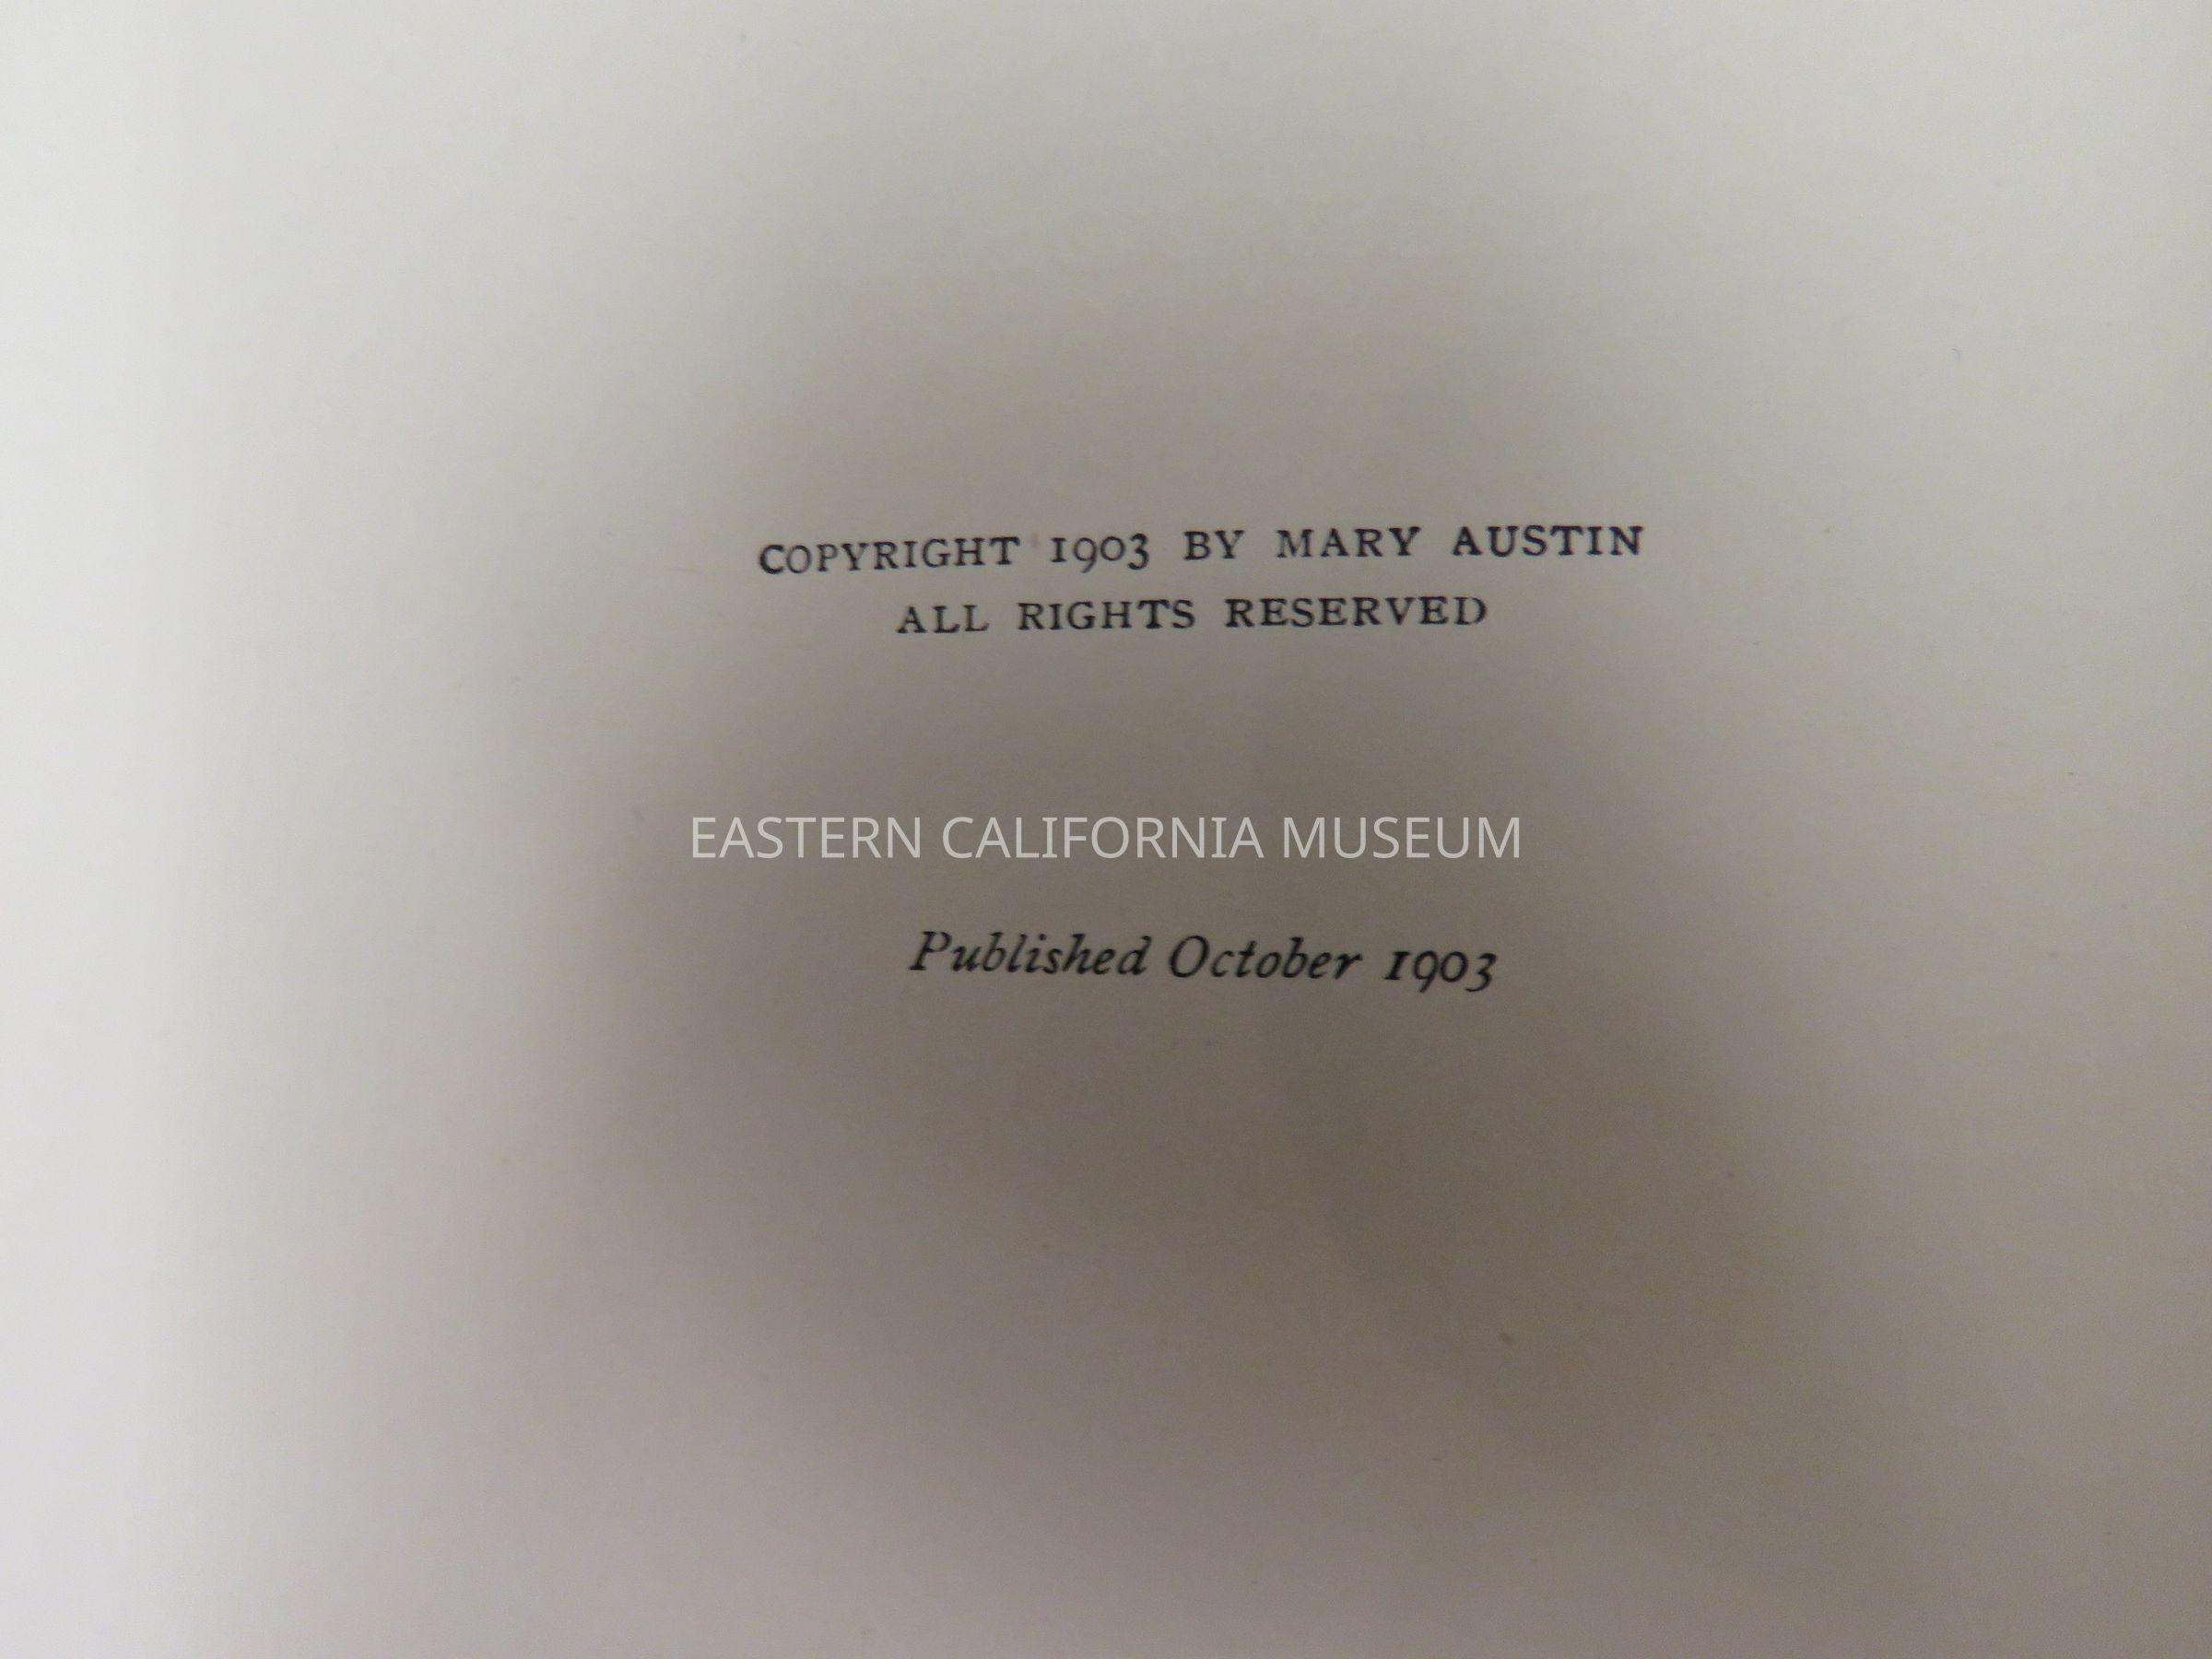 COPYRIGHT 1903 BY MARY AUSTIN
ALL RIGHTS RESERVED
EASTERN CALIFORNIA MUSEUM
Published October 1903